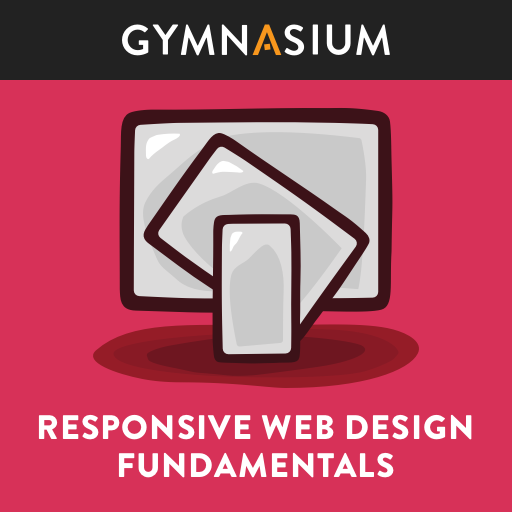 GYMNASIUM
RESPONSIVE WEB DESIGN
FUNDAMENTALS